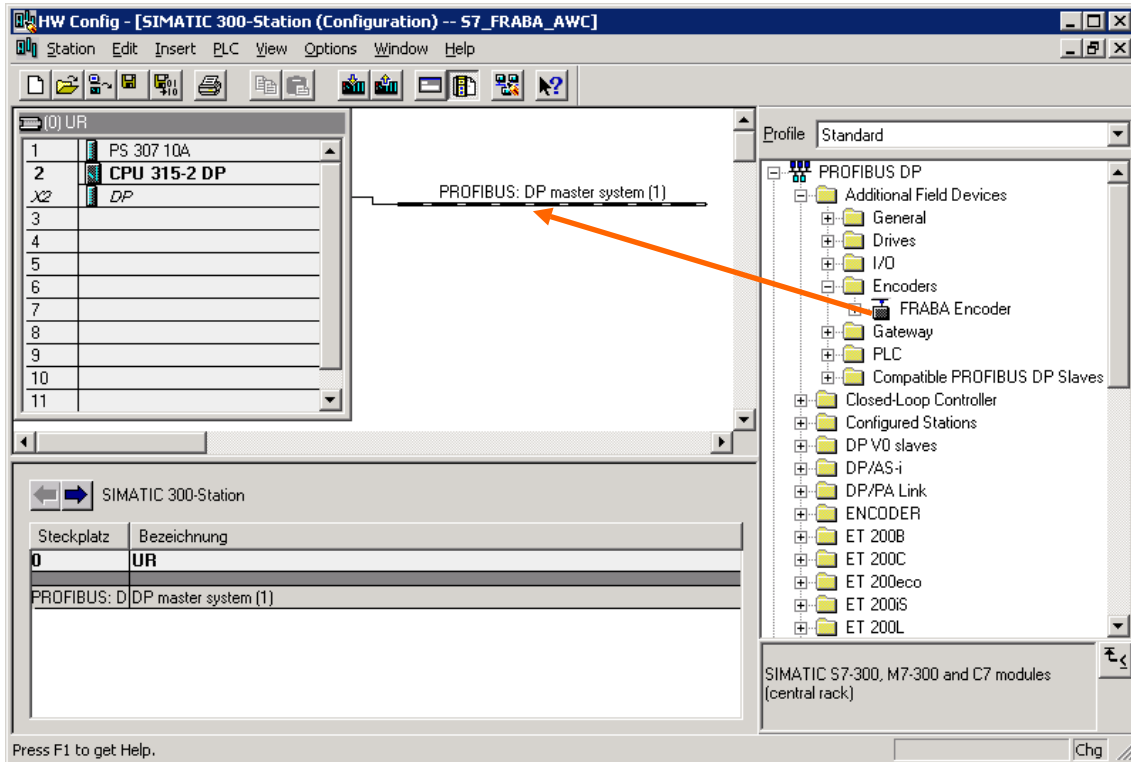 HW Config - [SIMATIC 300-Station (Configuration) -- S7_FRABA_AWC]
Station Edit Insert PLC View Options Window Help
(0) UR
1 PS 307 10A
2 CPU 315-2 DP
X2 DP
3
4
5
6
7
8
9
10
11
PROFIBUS: DP master system (1)
Profile Standard
PROFIBUS DP
Additional Field Devices
General
Drives
I/O
Encoders
FRABA Encoder
Gateway
PLC
Compatible PROFIBUS DP Slaves
Closed-Loop Controller
Configured Stations
DP V0 slaves
DP/AS-i
DP/PA Link
ENCODER
ET 200B
ET 200C
ET 200eco
ET 200iS
ET 200L
SIMATIC 300-Station
Steckplatz Bezeichnung
0 UR
PROFIBUS: D DP master system (1)
SIMATIC S7-300, M7-300 and C7 modules
(central rack)
Press F1 to get Help.
Chg